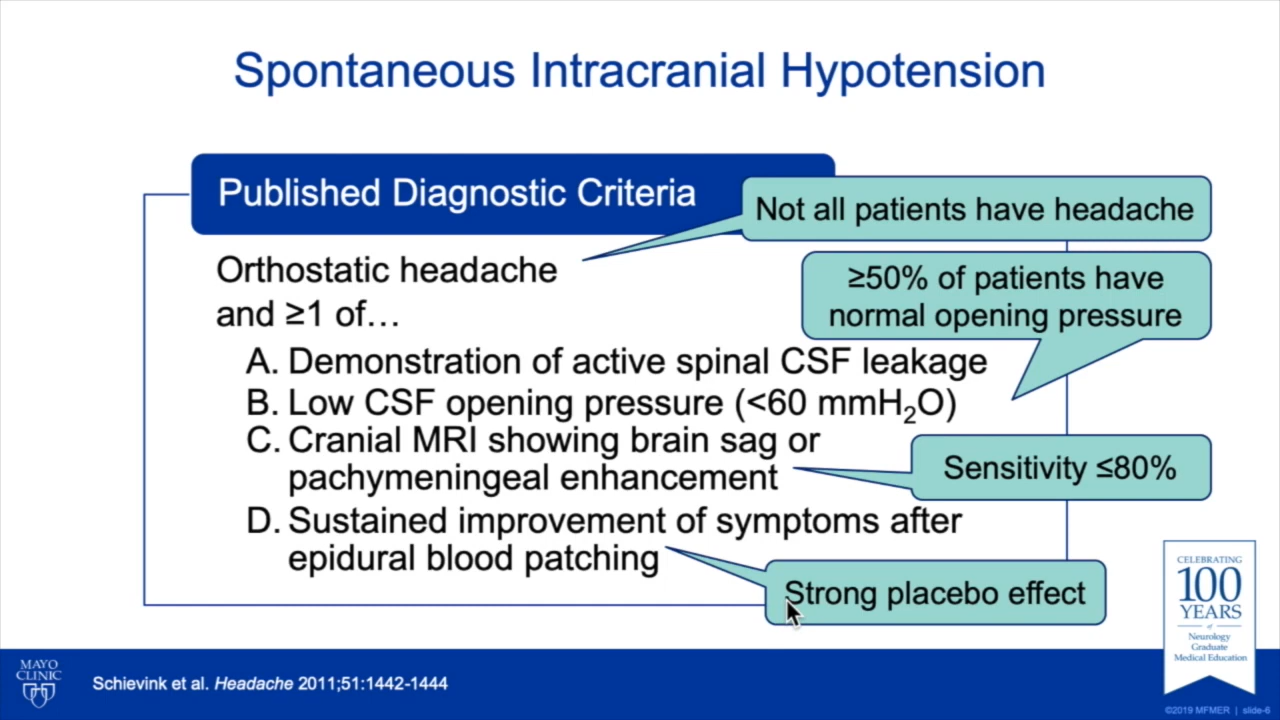 Spontaneous Intracranial Hypotension
Published Diagnostic Criteria
Not all patients have headache
Orthostatic headache
and ≥1 of…
≥50% of patients have
normal opening pressure
A. Demonstration of active spinal CSF leakage
B. Low CSF opening pressure (<60 mmH₂O)
C. Cranial MRI showing brain sag or
pachymeningeal enhancement
Sensitivity ≤80%
D. Sustained improvement of symptoms after
epidural blood patching
Strong placebo effect
CELEBRATING
100
YEARS
of
Neurology
Graduate
Medical Education
MAYO
CLINIC
Schievink et al. Headache 2011;51:1442-1444
©2019 MFMER | slide-6